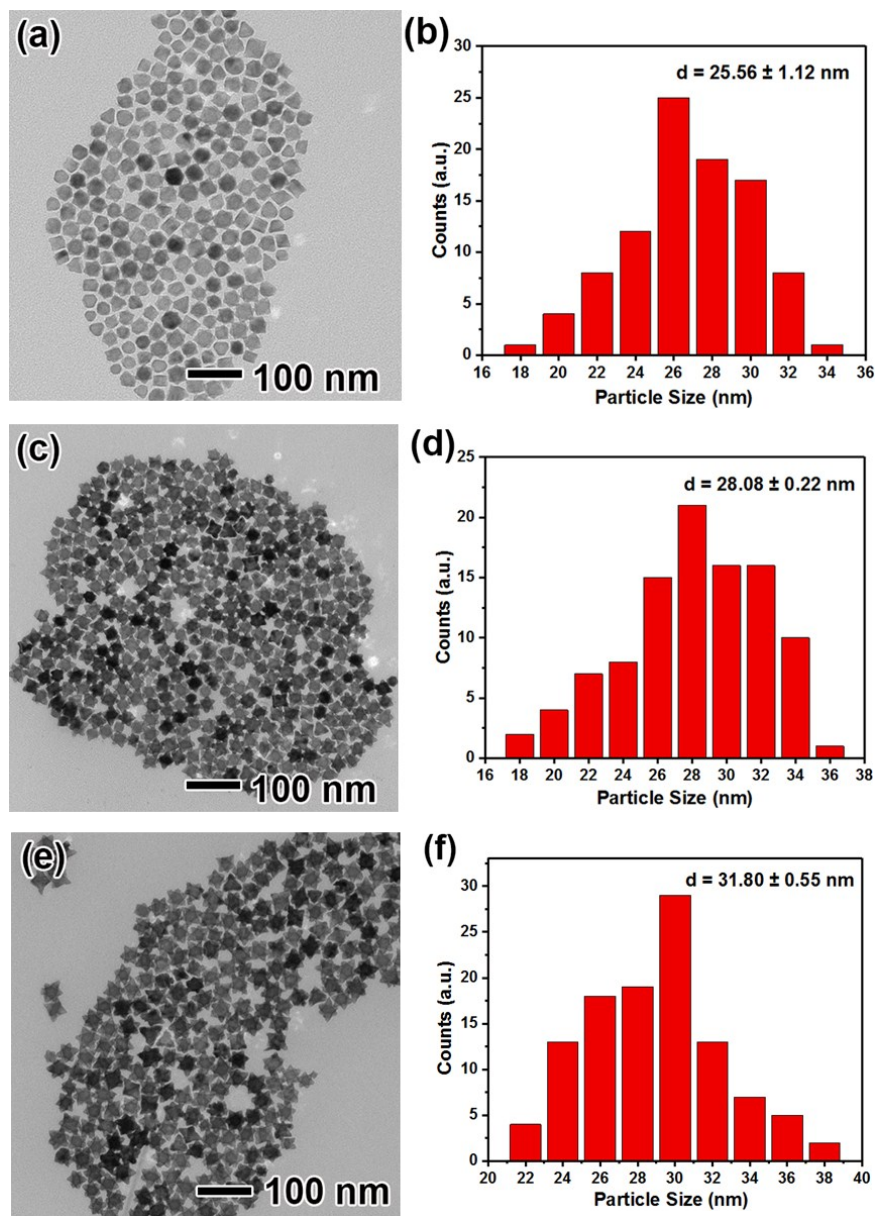 (a)
100 nm
(b)
d = 25.56 ± 1.12 nm
Counts (a.u.)
30
25
20
15
10
5
0
16 18 20 22 24 26 28 30 32 34 36
Particle Size (nm)
(c)
100 nm
(d)
d = 28.08 ± 0.22 nm
Counts (a.u.)
25
20
15
10
5
0
16 18 20 22 24 26 28 30 32 34 36 38
Particle Size (nm)
(e)
100 nm
(f)
d = 31.80 ± 0.55 nm
Counts (a.u.)
30
25
20
15
10
5
0
20 22 24 26 28 30 32 34 36 38 40
Particle Size (nm)